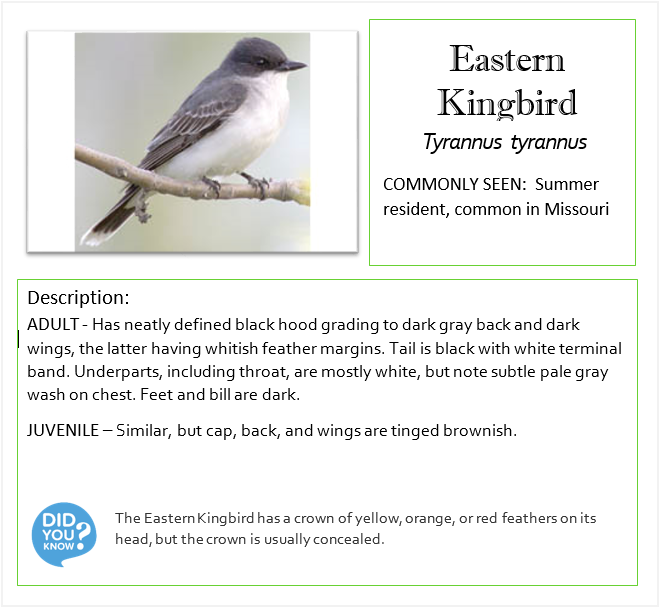 Eastern
Kingbird
Tyrannus tyrannus
COMMONLY SEEN: Summer
resident, common in Missouri
Description:
ADULT - Has neatly defined black hood grading to dark gray back and dark
wings, the latter having whitish feather margins. Tail is black with white terminal
band. Underparts, including throat, are mostly white, but note subtle pale gray
wash on chest. Feet and bill are dark.
JUVENILE – Similar, but cap, back, and wings are tinged brownish.
DID
YOU
KNOW?
The Eastern Kingbird has a crown of yellow, orange, or red feathers on its
head, but the crown is usually concealed.